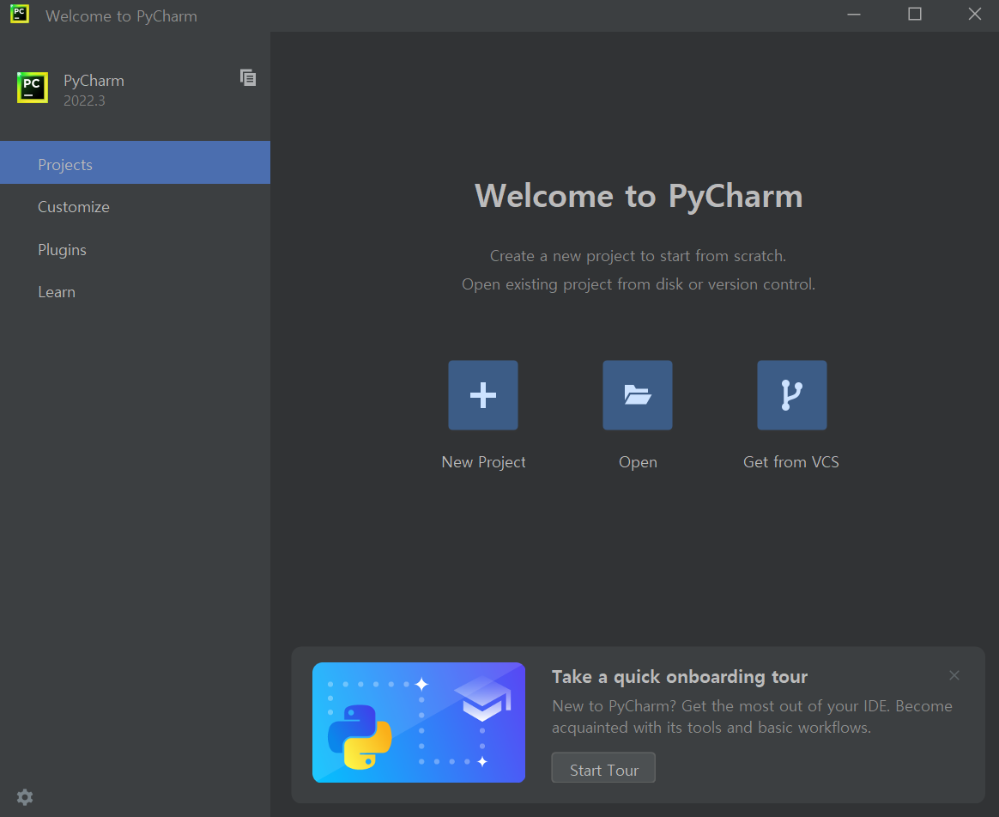 PC Welcome to PyCharm
PC
PyCharm
2022.3
Projects
Customize
Plugins
Learn
Welcome to PyCharm
Create a new project to start from scratch.
Open existing project from disk or version control.
New Project
Open
Get from VCS
Take a quick onboarding tour
New to PyCharm? Get the most out of your IDE. Become
acquainted with its tools and basic workflows.
Start Tour